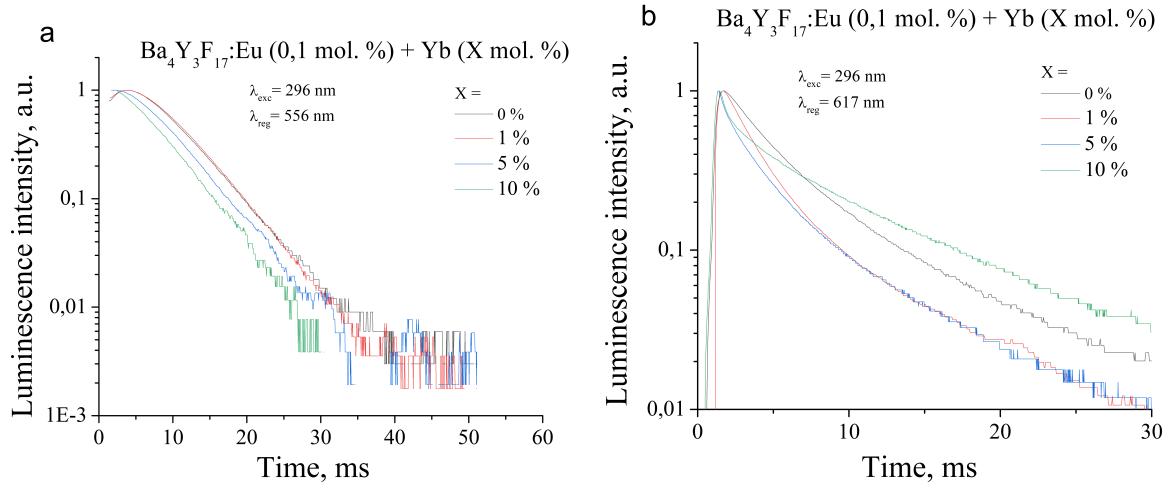 a
Ba4Y3F17:Eu (0,1 mol. %) + Yb (X mol. %)
λexc= 296 nm
λreg= 556 nm
X =
0 %
1 %
5 %
10 %
1
0.1
0,01
1E-3
0
10
20
30
40
50
60
Luminescence intensity, a.u.
Time, ms
b
Ba4Y3F17:Eu (0,1 mol. %) + Yb (X mol. %)
λexc= 296 nm
λreg= 617 nm
X =
0 %
1 %
5 %
10 %
1
0,1
0,01
0
10
20
30
Luminescence intensity, a.u.
Time, ms